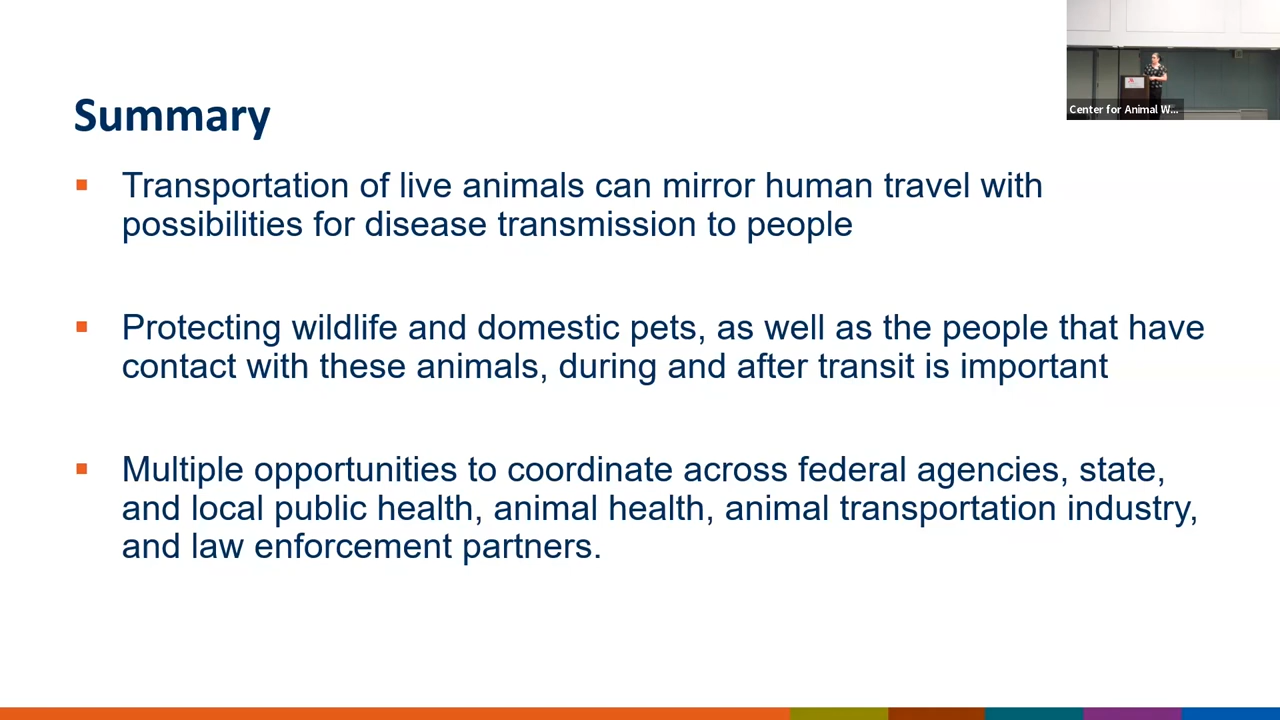 Center for Animal W...
Summary
Transportation of live animals can mirror human travel with
possibilities for disease transmission to people
Protecting wildlife and domestic pets, as well as the people that have
contact with these animals, during and after transit is important
Multiple opportunities to coordinate across federal agencies, state,
and local public health, animal health, animal transportation industry,
and law enforcement partners.